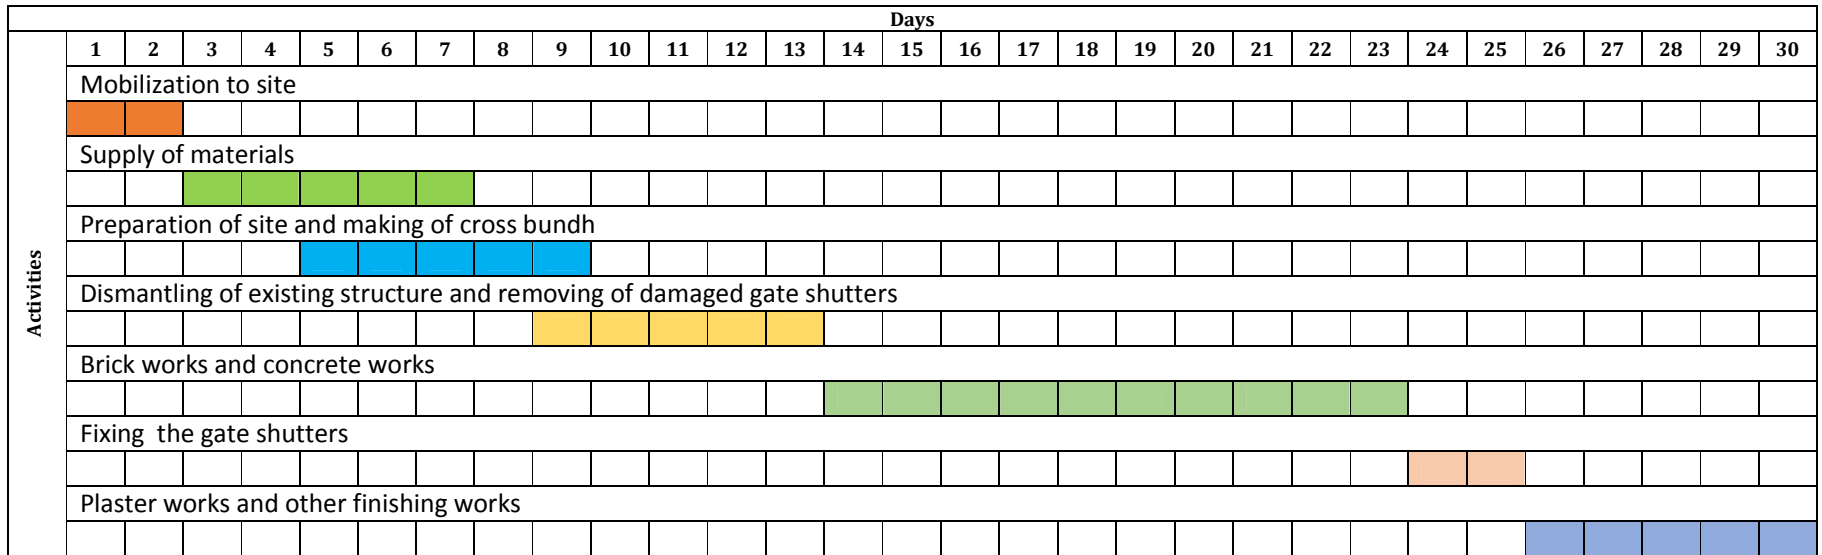 Days
1 2 3 4 5 6 7 8 9 10 11 12 13 14 15 16 17 18 19 20 21 22 23 24 25 26 27 28 29 30
Activities
Mobilization to site
Supply of materials
Preparation of site and making of cross bundh
Dismantling of existing structure and removing of damaged gate shutters
Brick works and concrete works
Fixing the gate shutters
Plaster works and other finishing works